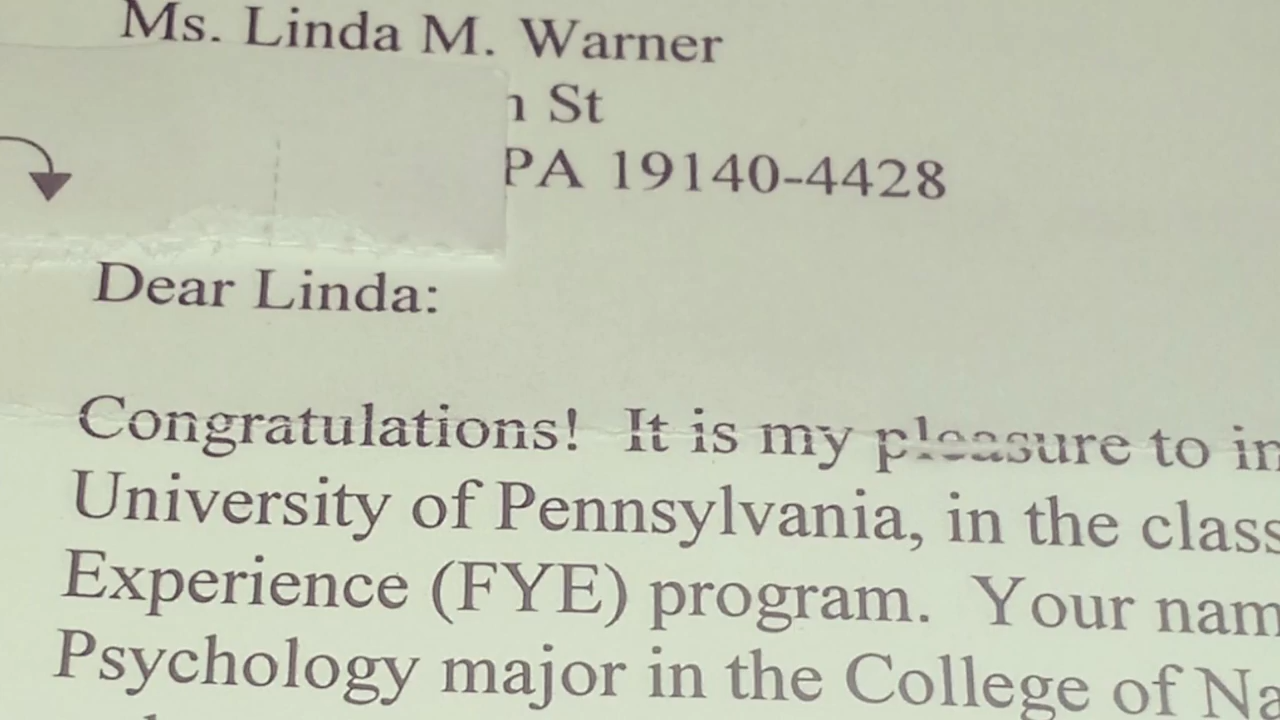 Ms. Linda M. Warner
St
PA 19140-4428
Dear Linda:
Congratulations! It is my pleasure to
University of Pennsylvania, in the class
Experience (FYE) program. Your
Psychology major in the College of